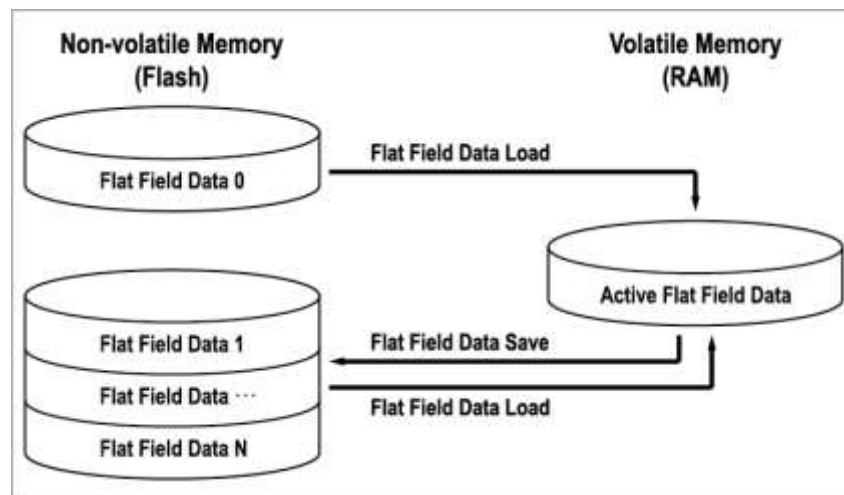 Non-volatile Memory
(Flash)
Volatile Memory
(RAM)
Flat Field Data 0
Flat Field Data Load
Active Flat Field Data
Flat Field Data 1
Flat Field Data Save
Flat Field Data ···
Flat Field Data Load
Flat Field Data N